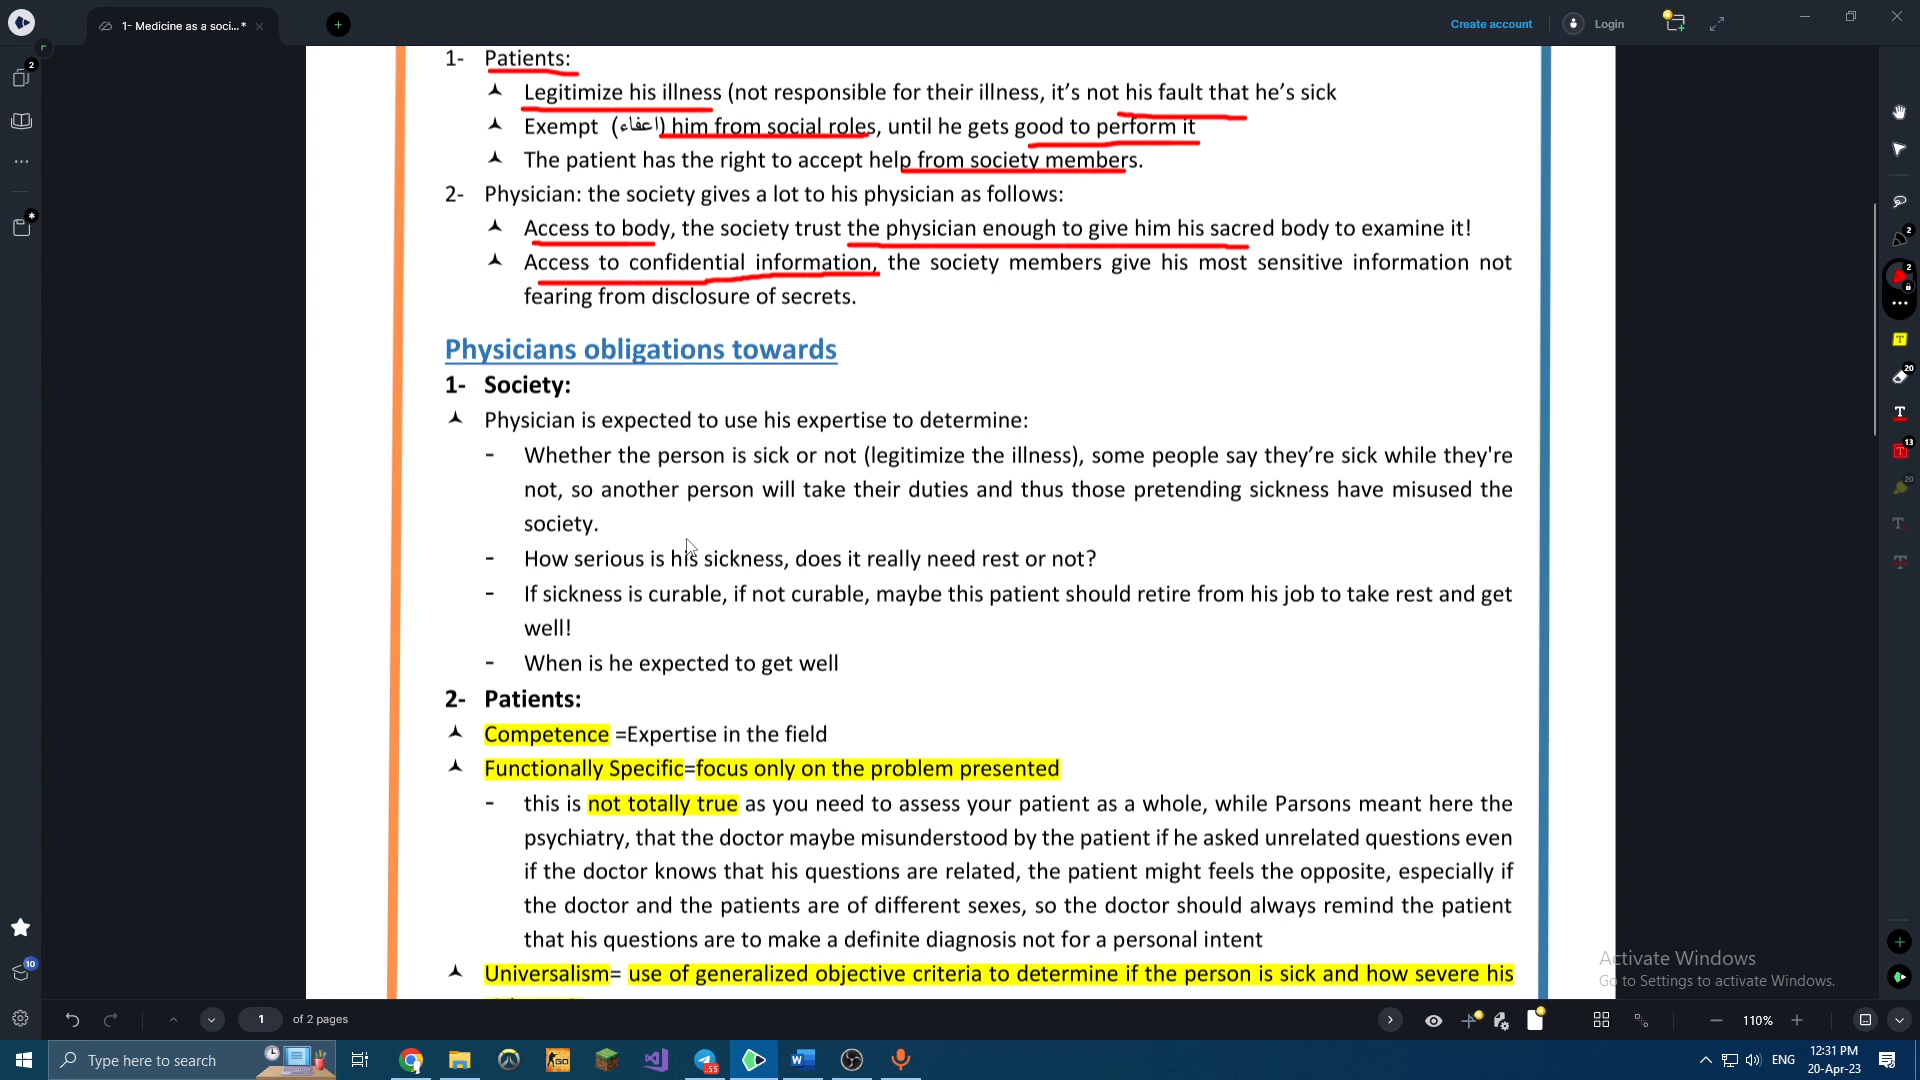 1- Medicine as a soci...*
Create account
Login
2
1- Patients:
Legitimize his illness (not responsible for their illness, it’s not his fault that he’s sick
Exempt (اعفاء) him from social roles, until he gets good to perform it
The patient has the right to accept help from society members.
2- Physician: the society gives a lot to his physician as follows:
Access to body, the society trust the physician enough to give him his sacred body to examine it!
Access to confidential information, the society members give his most sensitive information not
fearing from disclosure of secrets.
Physicians obligations towards
1- Society:
Physician is expected to use his expertise to determine:
- Whether the person is sick or not (legitimize the illness), some people say they’re sick while they're
not, so another person will take their duties and thus those pretending sickness have misused the
society.
- How serious is his sickness, does it really need rest or not?
- If sickness is curable, if not curable, maybe this patient should retire from his job to take rest and get
well!
- When is he expected to get well
2- Patients:
Competence =Expertise in the field
Functionally Specific=focus only on the problem presented
- this is not totally true as you need to assess your patient as a whole, while Parsons meant here the
psychiatry, that the doctor maybe misunderstood by the patient if he asked unrelated questions even
if the doctor knows that his questions are related, the patient might feels the opposite, especially if
the doctor and the patients are of different sexes, so the doctor should always remind the patient
that his questions are to make a definite diagnosis not for a personal intent
Universalism= use of generalized objective criteria to determine if the person is sick and how severe his
2
2
20
13
20
10
Activate Windows
Go to Settings to activate Windows.
1 of 2 pages
110%
Type here to search
GO
.SS
ENG
12:31 PM
20-Apr-23